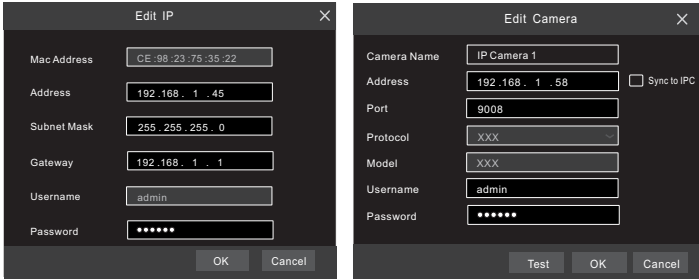 Edit IP
Mac Address CE :98 :23 :75 :35 :22
Address 192 .168 . 1 . 45
Subnet Mask 255 . 255 . 255 . 0
Gateway 192 .168 . 1 . 1
Username admin
Password ●●●●●●
OK Cancel
Edit Camera
Camera Name IP Camera 1
Address 192 .168 . 1 . 58 Sync to IPC
Port 9008
Protocol XXX
Model XXX
Username admin
Password ●●●●●●
Test OK Cancel